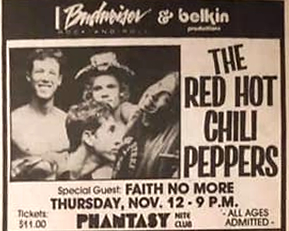 Budweiser & belkin
ROCK AND ROLL productions
THE
RED HOT
CHILI
PEPPERS
Special Guest: FAITH NO MORE
THURSDAY, NOV. 12 - 9 P.M.
Tickets: $11.00
PHANTASY NITE CLUB
- ALL AGES ADMITTED -